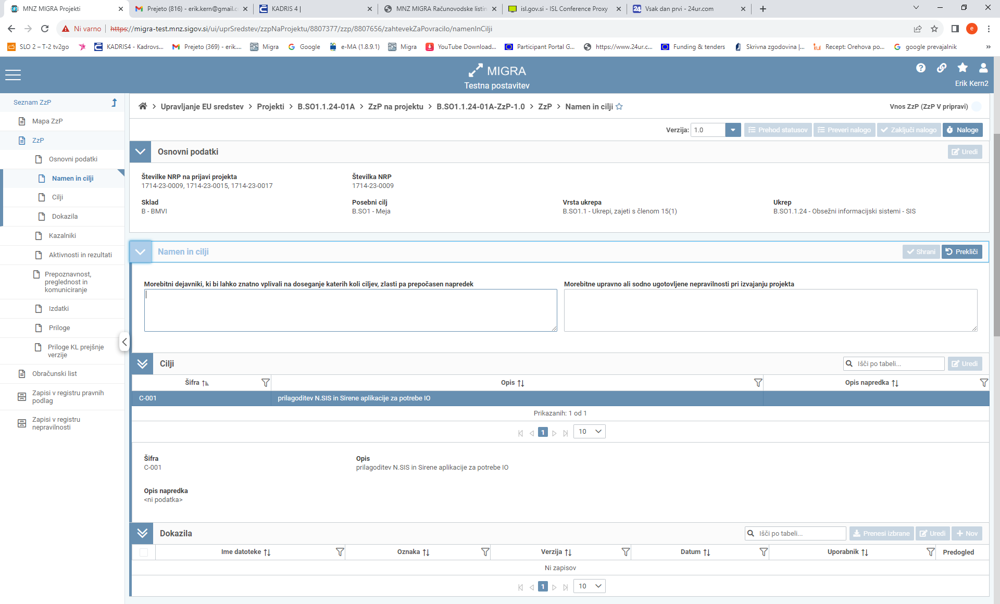 MNZ MIGRA Projekti
Prejeto (816) - erik.kern@gmail.c
KADRIS 4 |
MNZ MIGRA Računovodske listin
isl.gov.si - ISL Conference Proxy
Vsak dan prvi - 24ur.com
Ni varno
https://migra-test.mnz.sigov.si/ui/uprSredstev/zzpNaProjektu/8807377/zzp/8807656/zahtevekZaPovracilo/namenInCilji
e
SLO 2 – T-2 tv2go
KADRIS4 - Kadrovs...
Prejeto (369) - erik....
Migra
Google
e-MA (1.8.9.1)
Migra
YouTube Download...
Participant Portal G...
https://www.24ur.c...
Funding & tenders
Skrivna zgodovina |...
Recept: Orehova po...
google prevajalnik
»
MIGRA
Testna postavitev
Erik Kern2
Seznam ZzP
Mapa ZzP
ZzP
Osnovni podatki
Namen in cilji
Cilji
Dokazila
Kazalniki
Aktivnosti in rezultati
Prepoznavnost,
preglednost in
komuniciranje
Izdatki
Priloge
Priloge KL prejšnje
verzije
Obračunski list
Zapisi v registru pravnih
podlag
Zapisi v registru
nepravilnosti
Upravljanje EU sredstev > Projekti > B.SO1.1.24-01A > ZzP na projektu > B.SO1.1.24-01A-ZzP-1.0 > ZzP > Namen in cilji
Vnos ZzP (ZzP V pripravi)
Verzija: 1.0
Prehod statusov
Preveri nalogo
Zaključi nalogo
Naloge
Osnovni podatki
Uredi
Številke NRP na prijavi projekta
1714-23-0009, 1714-23-0015, 1714-23-0017
Številka NRP
1714-23-0009
Sklad
B - BMVI
Posebni cilj
B.SO1 - Meja
Vrsta ukrepa
B.SO1.1 - Ukrepi, zajeti s členom 15(1)
Ukrep
B.SO1.1.24 - Obsežni informacijski sistemi - SIS
Namen in cilji
Shrani
Prekliči
Morebitni dejavniki, ki bi lahko znatno vplivali na doseganje katerih koli ciljev, zlasti pa prepočasen napredek
Morebitne upravno ali sodno ugotovljene nepravilnosti pri izvajanju projekta
Cilji
Išči po tabeli...
Uredi
Šifra
Opis
Opis napredka
C-001
prilagoditev N.SIS in Sirene aplikacije za potrebe IO
Prikazanih: 1 od 1
1
10
Šifra
C-001
Opis
prilagoditev N.SIS in Sirene aplikacije za potrebe IO
Opis napredka
<ni podatka>
Dokazila
Išči po tabeli...
Prenesi izbrane
Uredi
Nov
Ime datoteke
Oznaka
Verzija
Datum
Uporabnik
Predogled
Ni zapisov
1
10